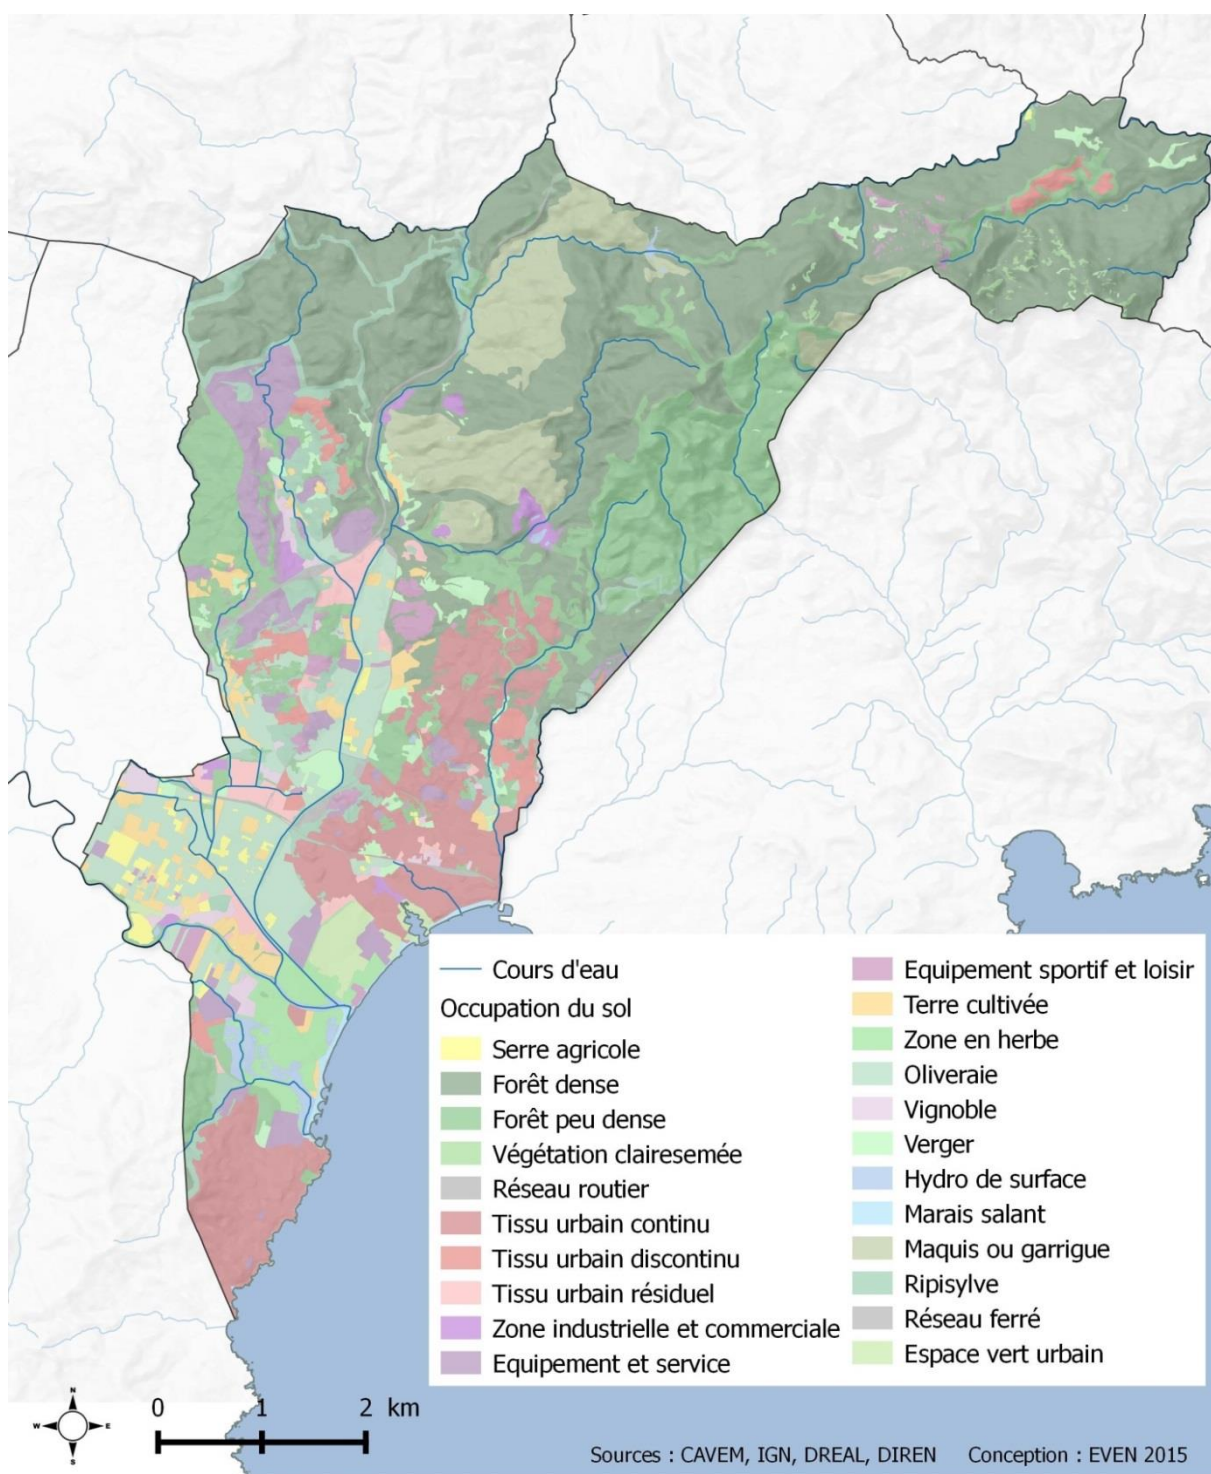 Cours d'eau
Occupation du sol
Serre agricole
Forêt dense
Forêt peu dense
Végétation clairesemée
Réseau routier
Tissu urbain continu
Tissu urbain discontinu
Tissu urbain résiduel
Zone industrielle et commerciale
Equipement et service
Equipement sportif et loisir
Terre cultivée
Zone en herbe
Oliveraie
Vignoble
Verger
Hydro de surface
Marais salant
Maquis ou garrigue
Ripisylve
Réseau ferré
Espace vert urbain
N
W E
S
0 1 2 km
Sources : CAVEM, IGN, DREAL, DIREN Conception : EVEN 2015